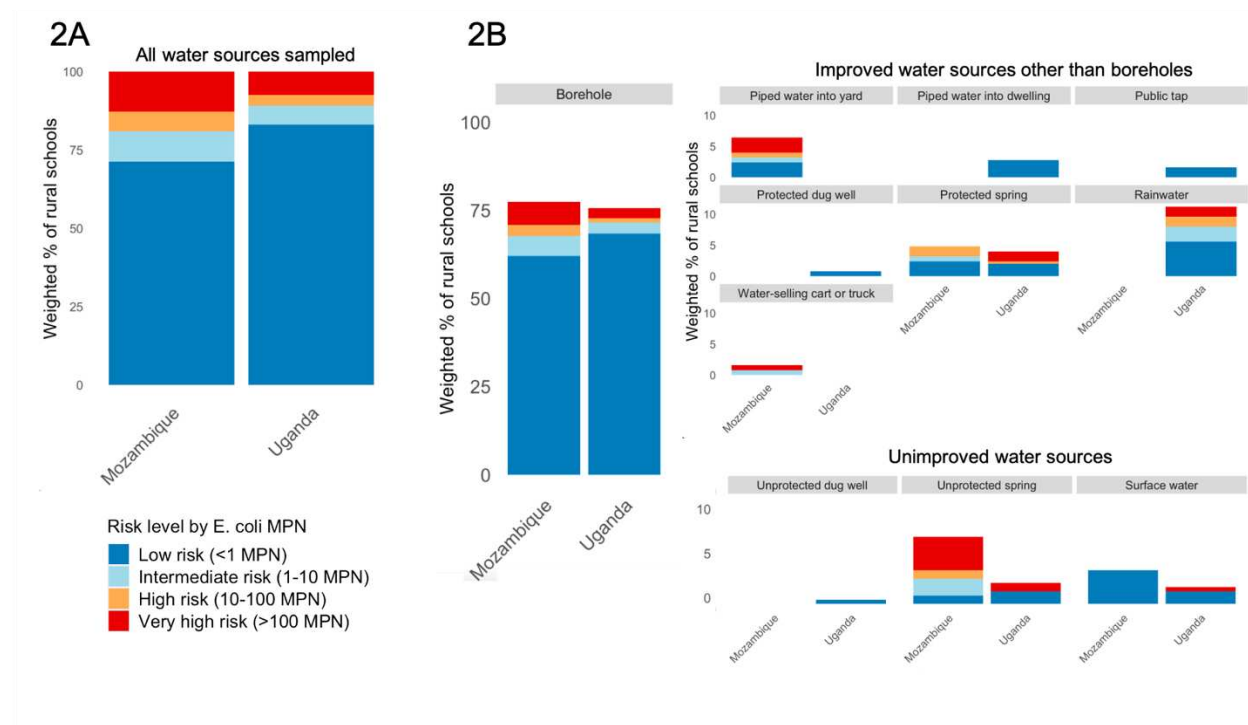 2A
All water sources sampled
Weighted % of rural schools
100
75
50
25
0
Mozambique
Uganda
Risk level by E. coli MPN
Low risk (<1 MPN)
Intermediate risk (1-10 MPN)
High risk (10-100 MPN)
Very high risk (>100 MPN)
2B
Borehole
Weighted % of rural schools
100
75
50
25
0
Mozambique
Uganda
Improved water sources other than boreholes
Weighted % of rural schools
Piped water into yard
Piped water into dwelling
Public tap
10
5
0
Protected dug well
Protected spring
Rainwater
10
5
0
Mozambique
Uganda
Mozambique
Uganda
Water-selling cart or truck
10
5
0
Mozambique
Uganda
Unimproved water sources
Unprotected dug well
Unprotected spring
Surface water
10
5
0
Mozambique
Uganda
Mozambique
Uganda
Mozambique
Uganda